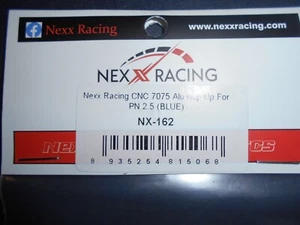 Nexx Racing
www.nexxracing.com
NEXX RACING
Nexx Racing CNC 7075 Alu For
PN 2.5 (BLUE)
NX-162
8 935254 815068